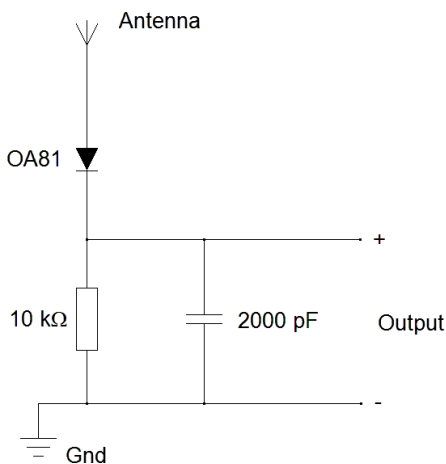 Antenna
OA81
+
10 kΩ
2000 pF
Output
-
Gnd